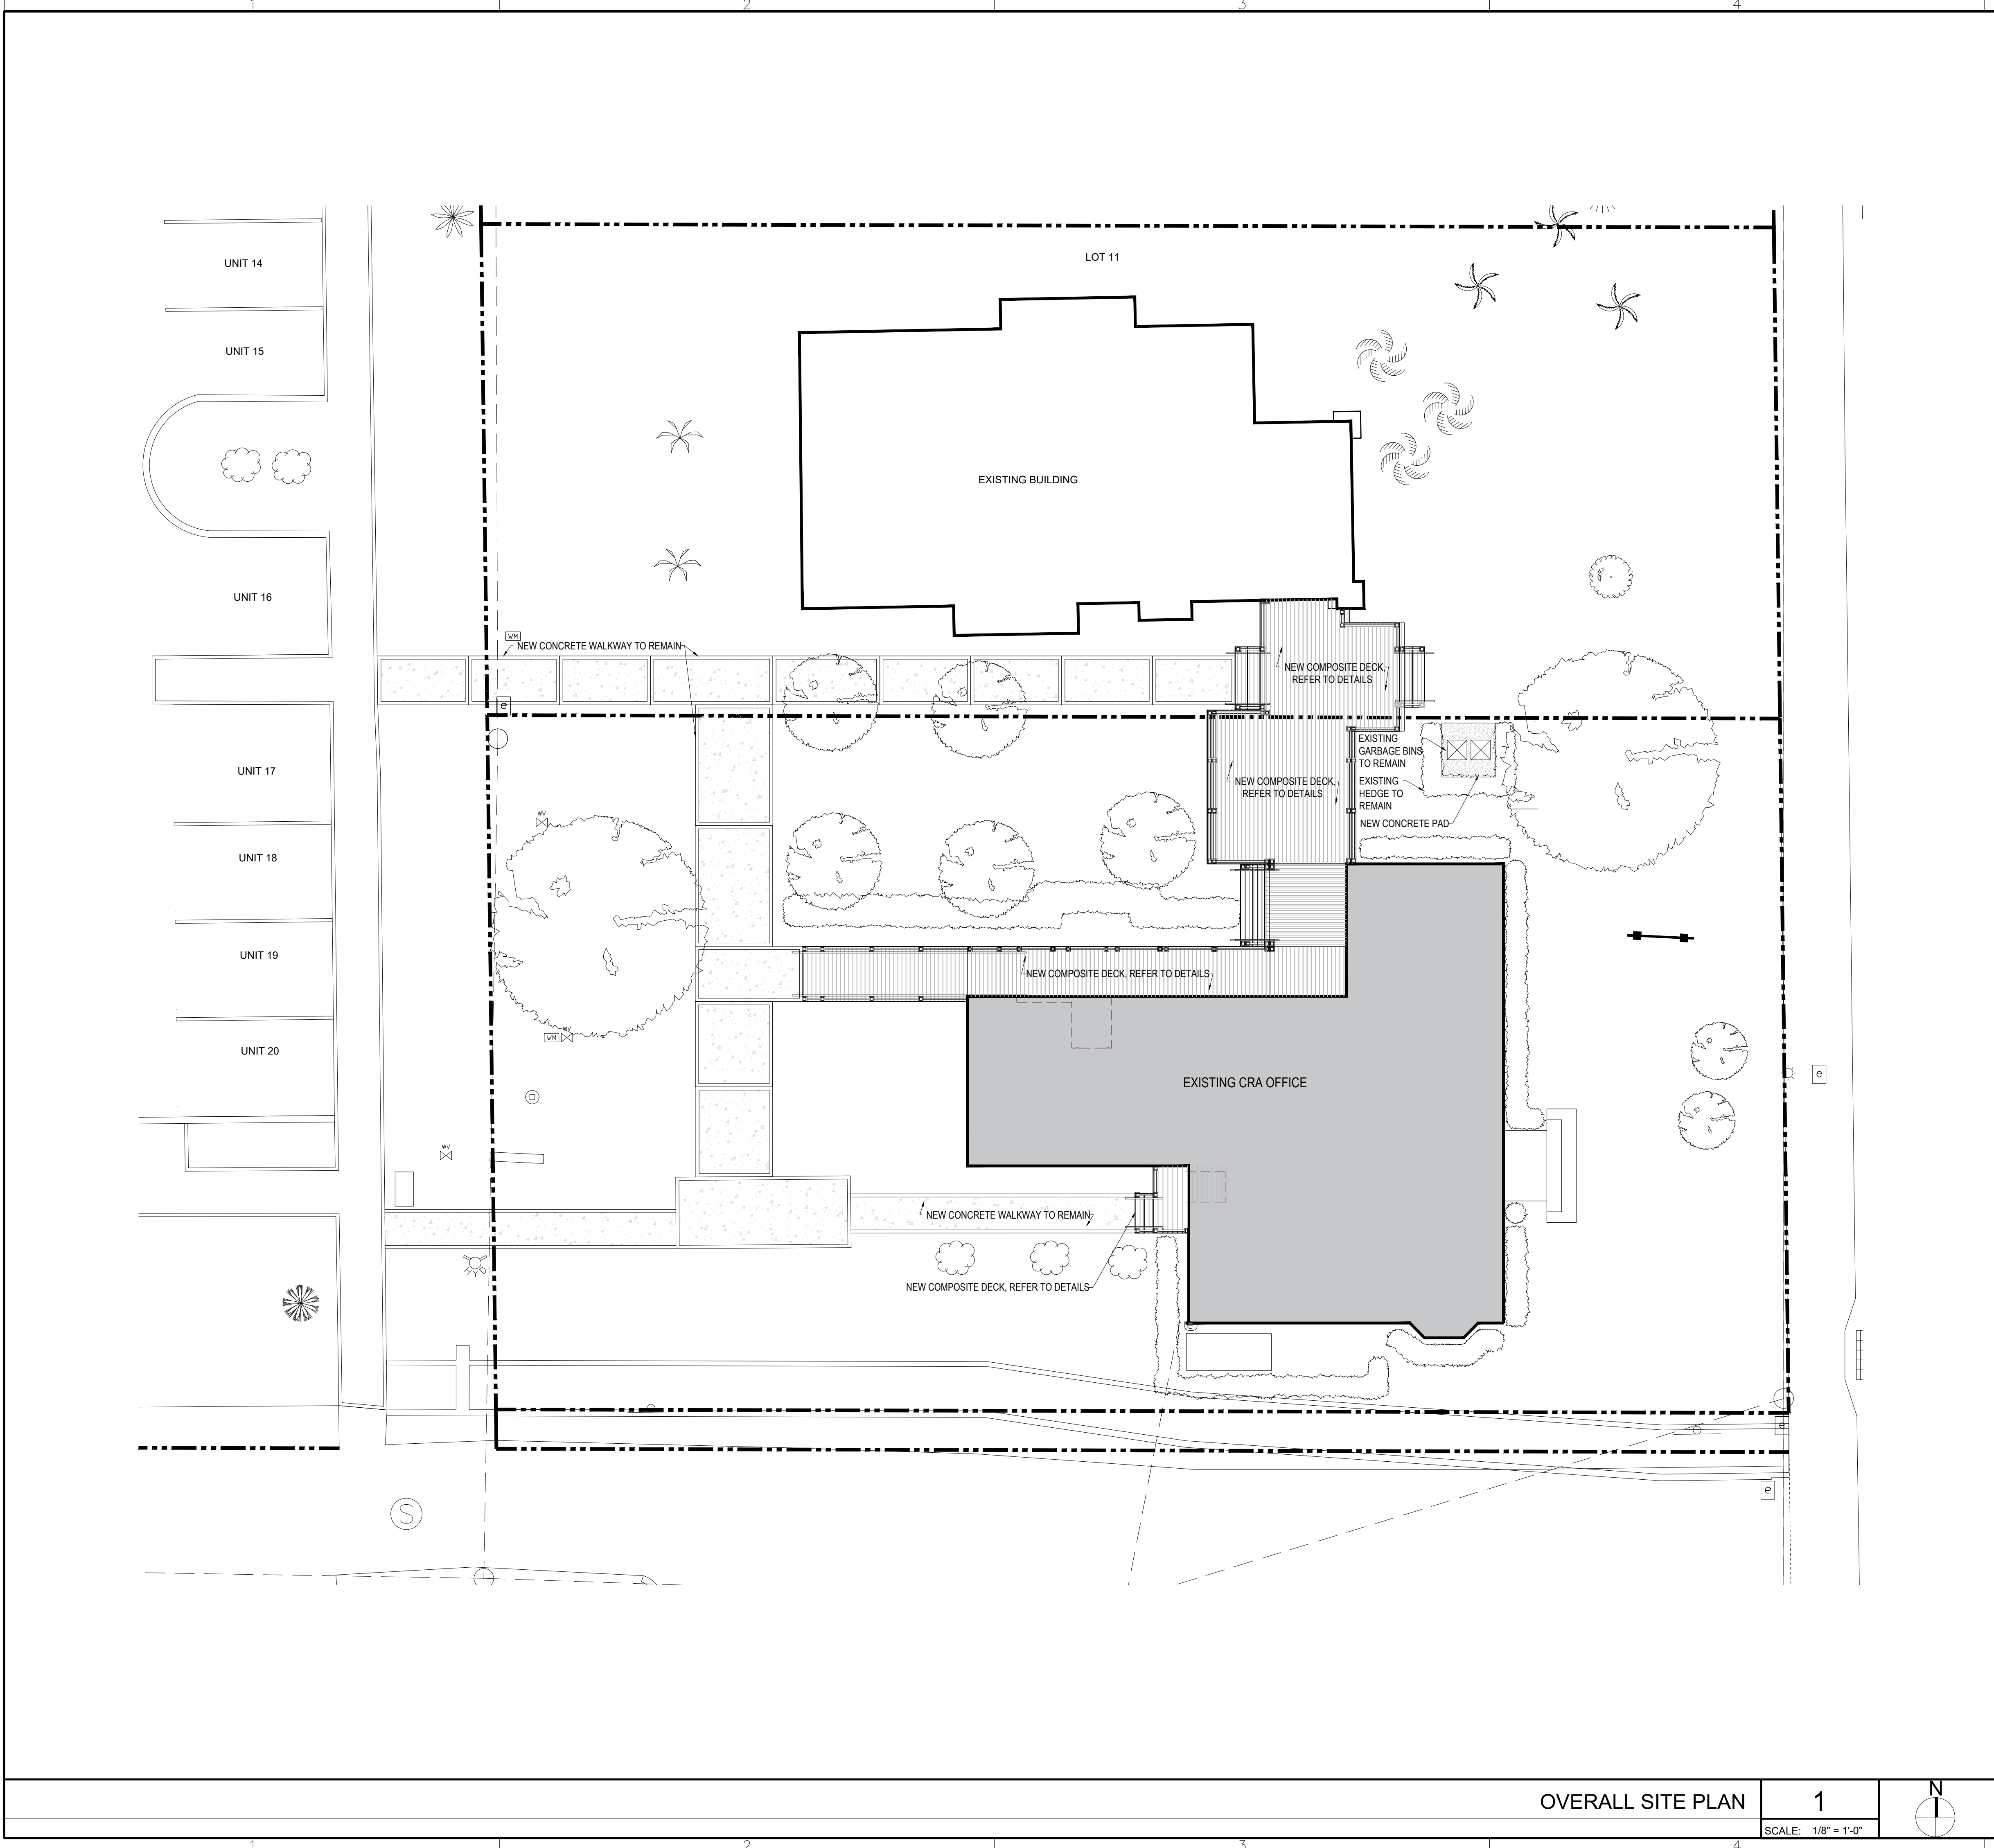 1 2 3 4
LOT 11
UNIT 14
UNIT 15
EXISTING BUILDING
UNIT 16
WM
NEW CONCRETE WALKWAY TO REMAIN
NEW COMPOSITE DECK,
REFER TO DETAILS
e
EXISTING
GARBAGE BINS
TO REMAIN
UNIT 17
NEW COMPOSITE DECK,
REFER TO DETAILS
EXISTING
HEDGE TO
REMAIN
WV
NEW CONCRETE PAD
UNIT 18
UNIT 19
NEW COMPOSITE DECK, REFER TO DETAILS
WV
WM
UNIT 20
EXISTING CRA OFFICE
e
WV
NEW CONCRETE WALKWAY TO REMAIN
NEW COMPOSITE DECK, REFER TO DETAILS
e
e
e
S
OVERALL SITE PLAN
1
SCALE: 1/8" = 1'-0"
N
1 2 3 4